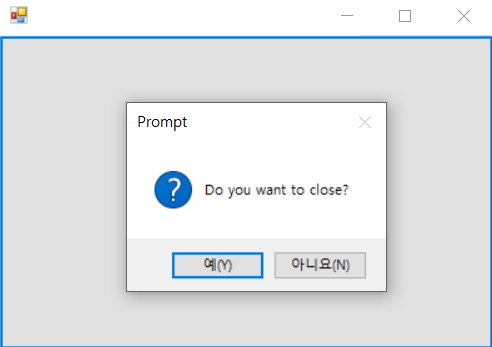 Prompt
Do you want to close?
예(Y)
아니요(N)